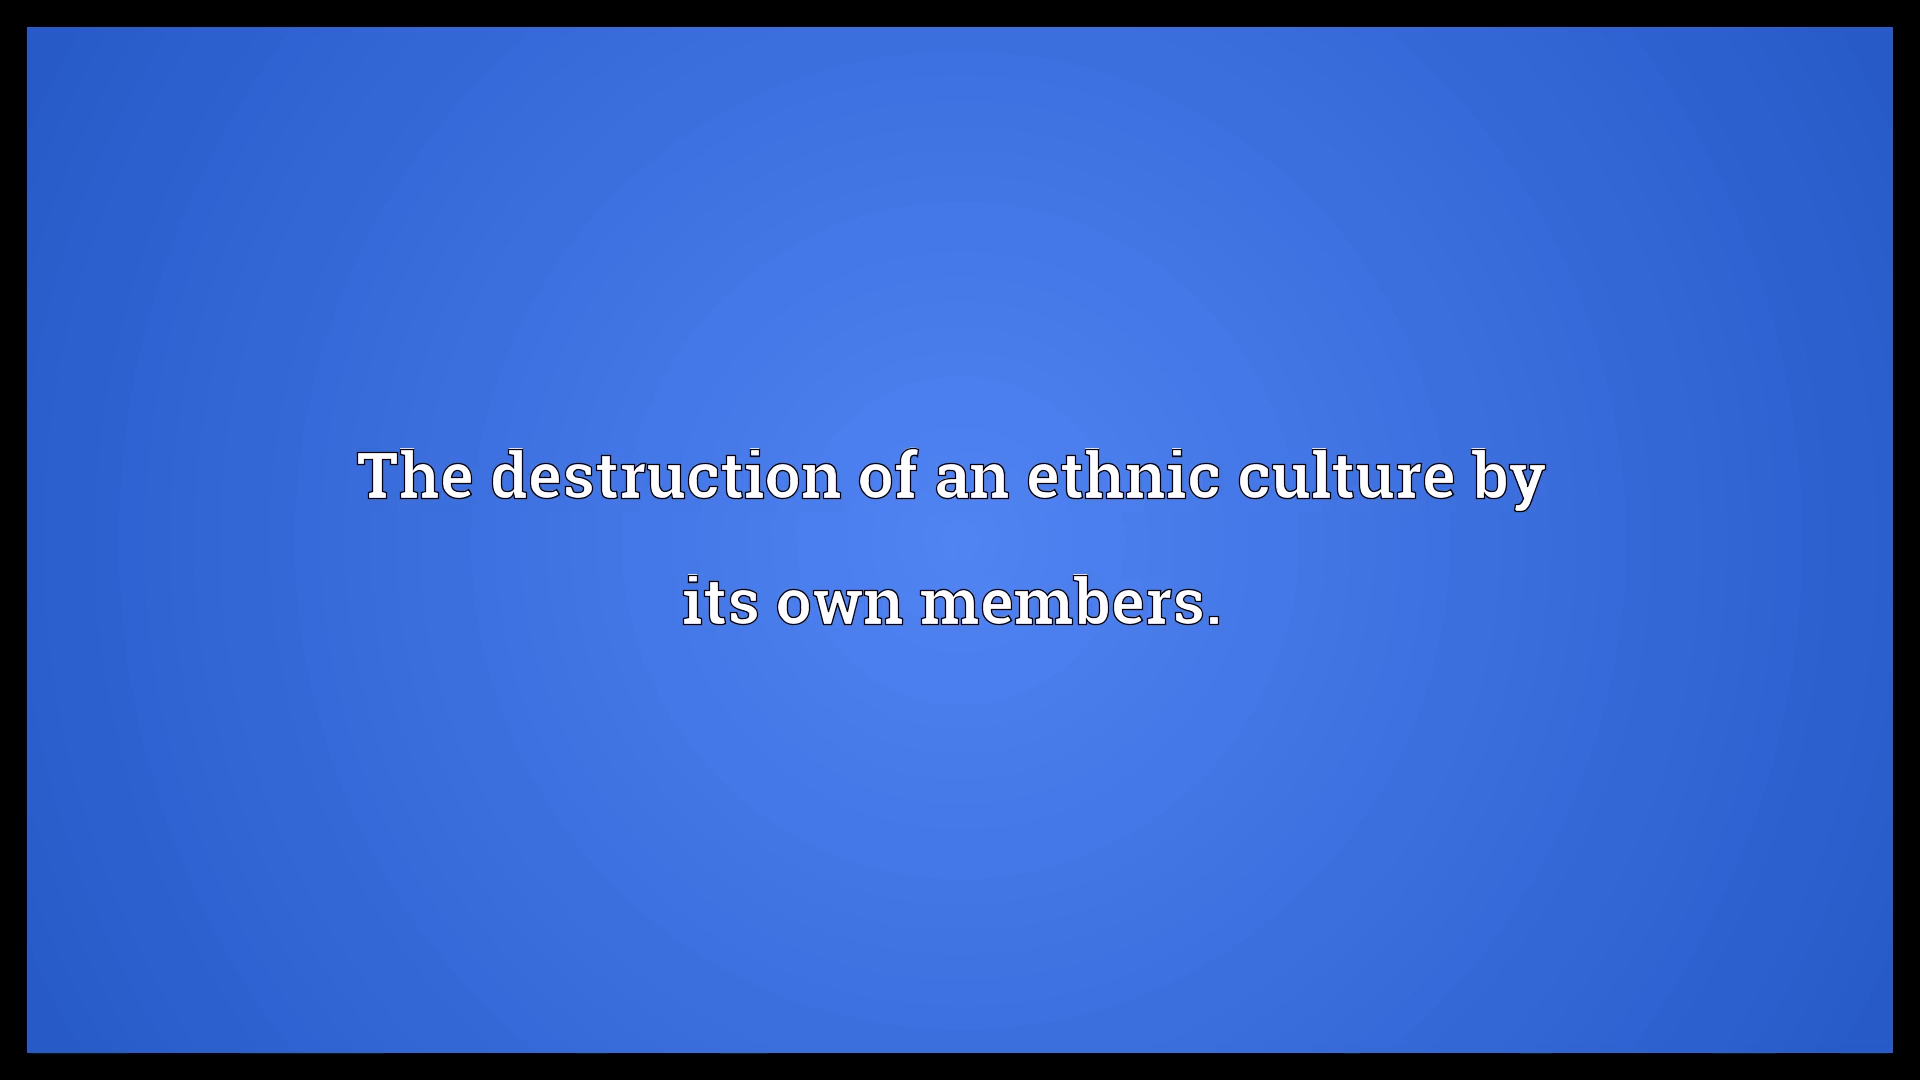 The destruction of an ethnic culture by
its own members.